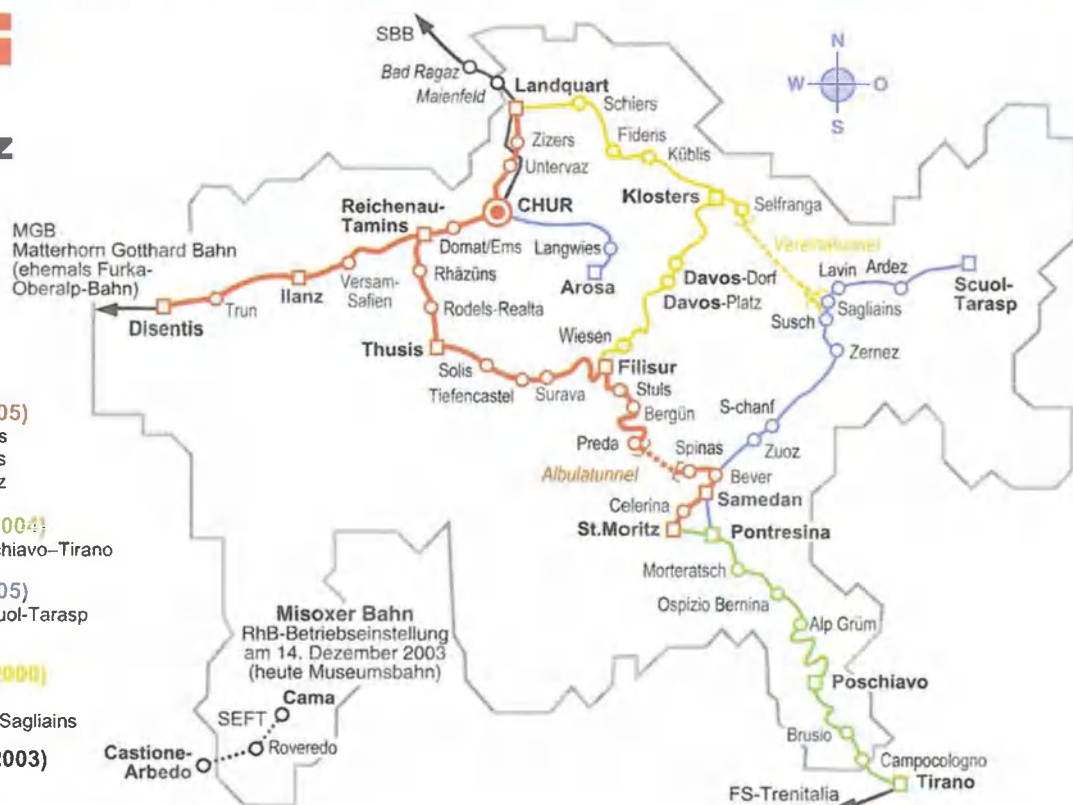 z
SBB
Bad Ragaz
Maienfeld
Landquart
Zizers
Untervaz
CHUR
Schiers
Fideris
Küblis
Klosters
Selfranga
Vereinatunnel
N
W
O
S
MGB
Matterhorn Gotthard Bahn
(ehemals Furka-
Oberalp-Bahn)
Reichenau-
Tamins
Domat/Ems
Langwies
Arosa
Rhäzüns
Rodels-Realta
Versam-
Safien
Ilanz
Trun
Disentis
Thusis
Solis
Tiefencastel
Surava
Wiesen
Davos-Dorf
Davos-Platz
Lavin
Ardez
Scuol-
Tarasp
Sagliains
Susch
Zernez
Filisur
Stuls
Bergün
Preda
Spinas
Albulatunnel
S-chanf
Zuoz
Bever
Celerina
Samedan
St.Moritz
Pontresina
Morteratsch
Ospizio Bernina
Alp Grüm
Poschiavo
Brusio
Campocologno
Tirano
FS-Trenitalia
05)
s
s
z
004)
chiavo–Tirano
05)
uol-Tarasp
2000)
Sagliains
2003)
Misoxer Bahn
RhB-Betriebseinstellung
am 14. Dezember 2003
(heute Museumsbahn)
Cama
SEFT
Roveredo
Castione-
Arbedo